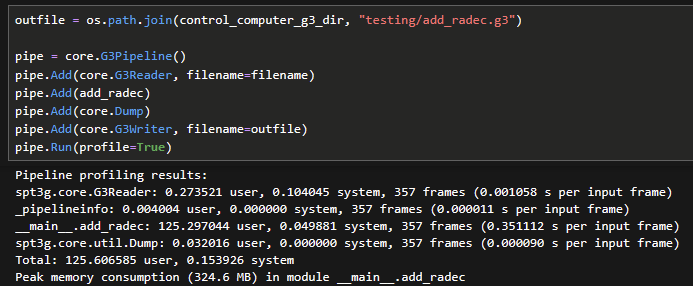 outfile = os.path.join(control_computer_g3_dir, "testing/add_radec.g3")
pipe = core.G3Pipeline()
pipe.Add(core.G3Reader, filename=filename)
pipe.Add(add_radec)
pipe.Add(core.Dump)
pipe.Add(core.G3Writer, filename=outfile)
pipe.Run(profile=True)
Pipeline profiling results:
spt3g.core.G3Reader: 0.273521 user, 0.104045 system, 357 frames (0.001058 s per input frame)
_pipelineinfo: 0.004004 user, 0.000000 system, 357 frames (0.000011 s per input frame)
__main__.add_radec: 125.297044 user, 0.049881 system, 357 frames (0.351112 s per input frame)
spt3g.core.util.Dump: 0.032016 user, 0.000000 system, 357 frames (0.000090 s per input frame)
Total: 125.606585 user, 0.153926 system
Peak memory consumption (324.6 MB) in module __main__.add_radec